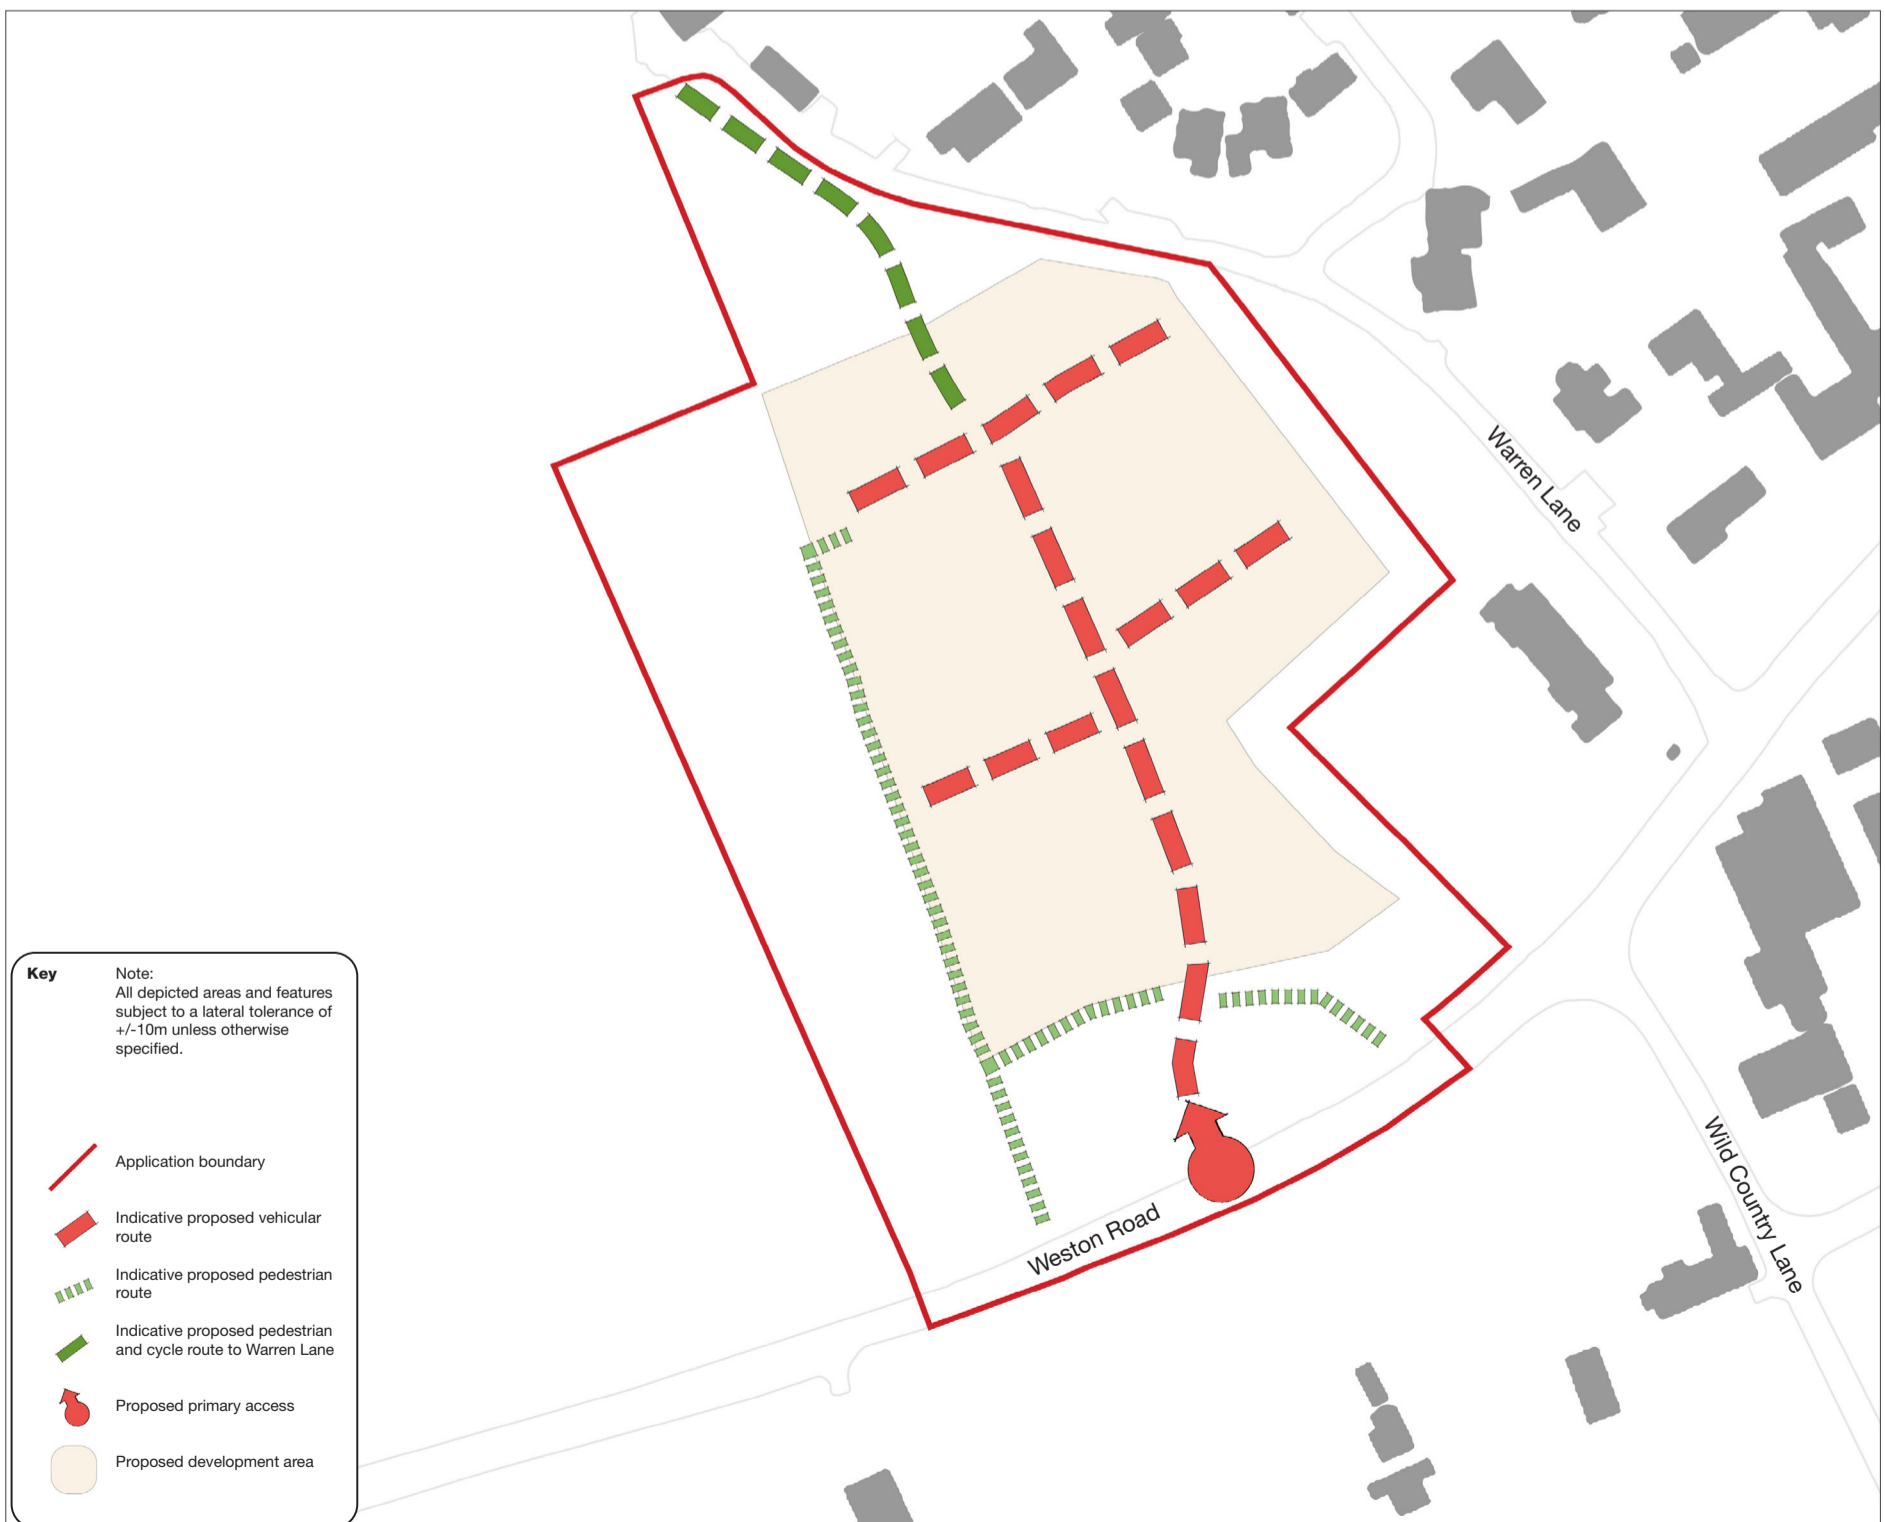 Warren Lane
Wild Country Lane
Weston Road
Key
Note:
All depicted areas and features
subject to a lateral tolerance of
+/-10m unless otherwise
specified.
Application boundary
Indicative proposed vehicular
route
Indicative proposed pedestrian
route
Indicative proposed pedestrian
and cycle route to Warren Lane
Proposed primary access
Proposed development area